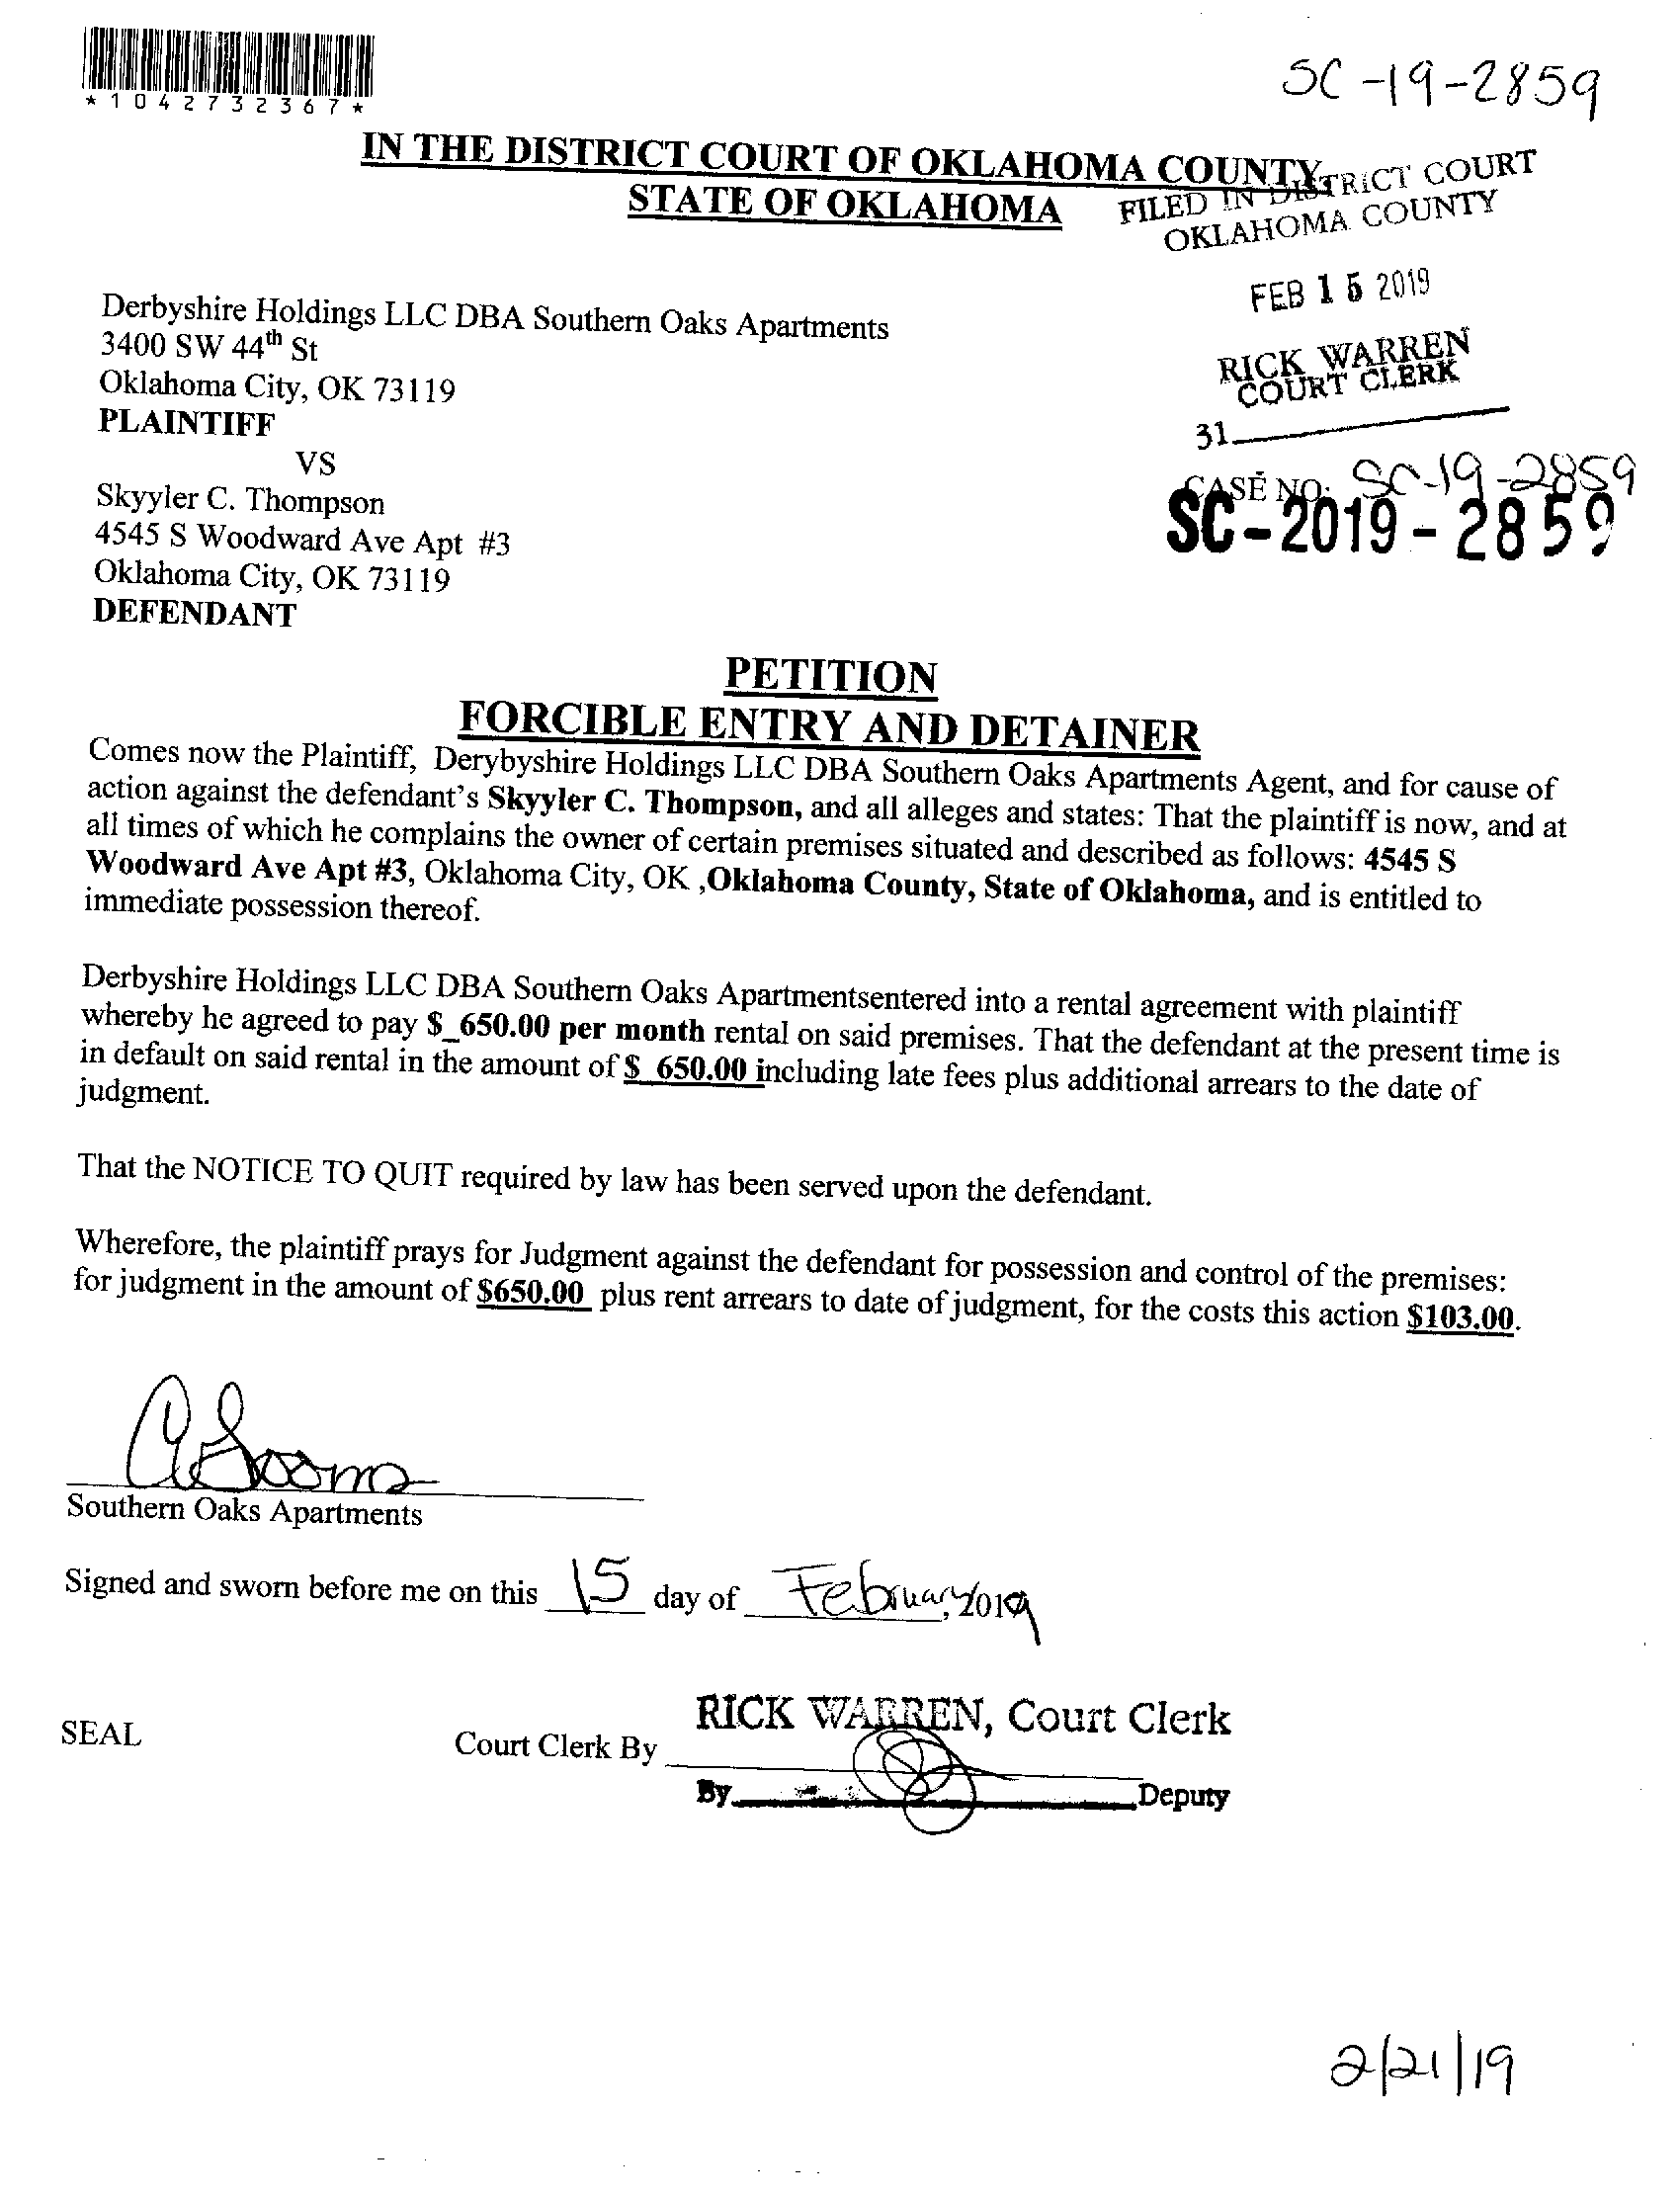 *1042732367*
SC-19-2859
IN THE DISTRICT COURT OF OKLAHOMA COUNTY
STATE OF OKLAHOMA
FILED IN DISTRICT COURT
OKLAHOMA COUNTY
FEB 15 2019
RICK WARREN
COURT CLERK
31
CASE NO: SC-19-2859
SC-2019-2859
Derbyshire Holdings LLC DBA Southern Oaks Apartments
3400 SW 44th St
Oklahoma City, OK 73119
PLAINTIFF
VS
Skyyler C. Thompson
4545 S Woodward Ave Apt #3
Oklahoma City, OK 73119
DEFENDANT
PETITION
FORCIBLE ENTRY AND DETAINER
Comes now the Plaintiff, Derybyshire Holdings LLC DBA Southern Oaks Apartments Agent, and for cause of
action against the defendant's Skyyler C. Thompson, and all alleges and states: That the plaintiff is now, and at
all times of which he complains the owner of certain premises situated and described as follows: 4545 S
Woodward Ave Apt #3, Oklahoma City, OK ,Oklahoma County, State of Oklahoma, and is entitled to
immediate possession thereof.
Derbyshire Holdings LLC DBA Southern Oaks Apartmentsentered into a rental agreement with plaintiff
whereby he agreed to pay $_650.00 per month rental on said premises. That the defendant at the present time is
in default on said rental in the amount of $_650.00 including late fees plus additional arrears to the date of
judgment.
That the NOTICE TO QUIT required by law has been served upon the defendant.
Wherefore, the plaintiff prays for Judgment against the defendant for possession and control of the premises:
for judgment in the amount of $650.00 plus rent arrears to date of judgment, for the costs this action $103.00.
Southern Oaks Apartments
Signed and sworn before me on this 15 day of February, 2019
SEAL
RICK WARREN, Court Clerk
Court Clerk By
By Deputy
2/21/19